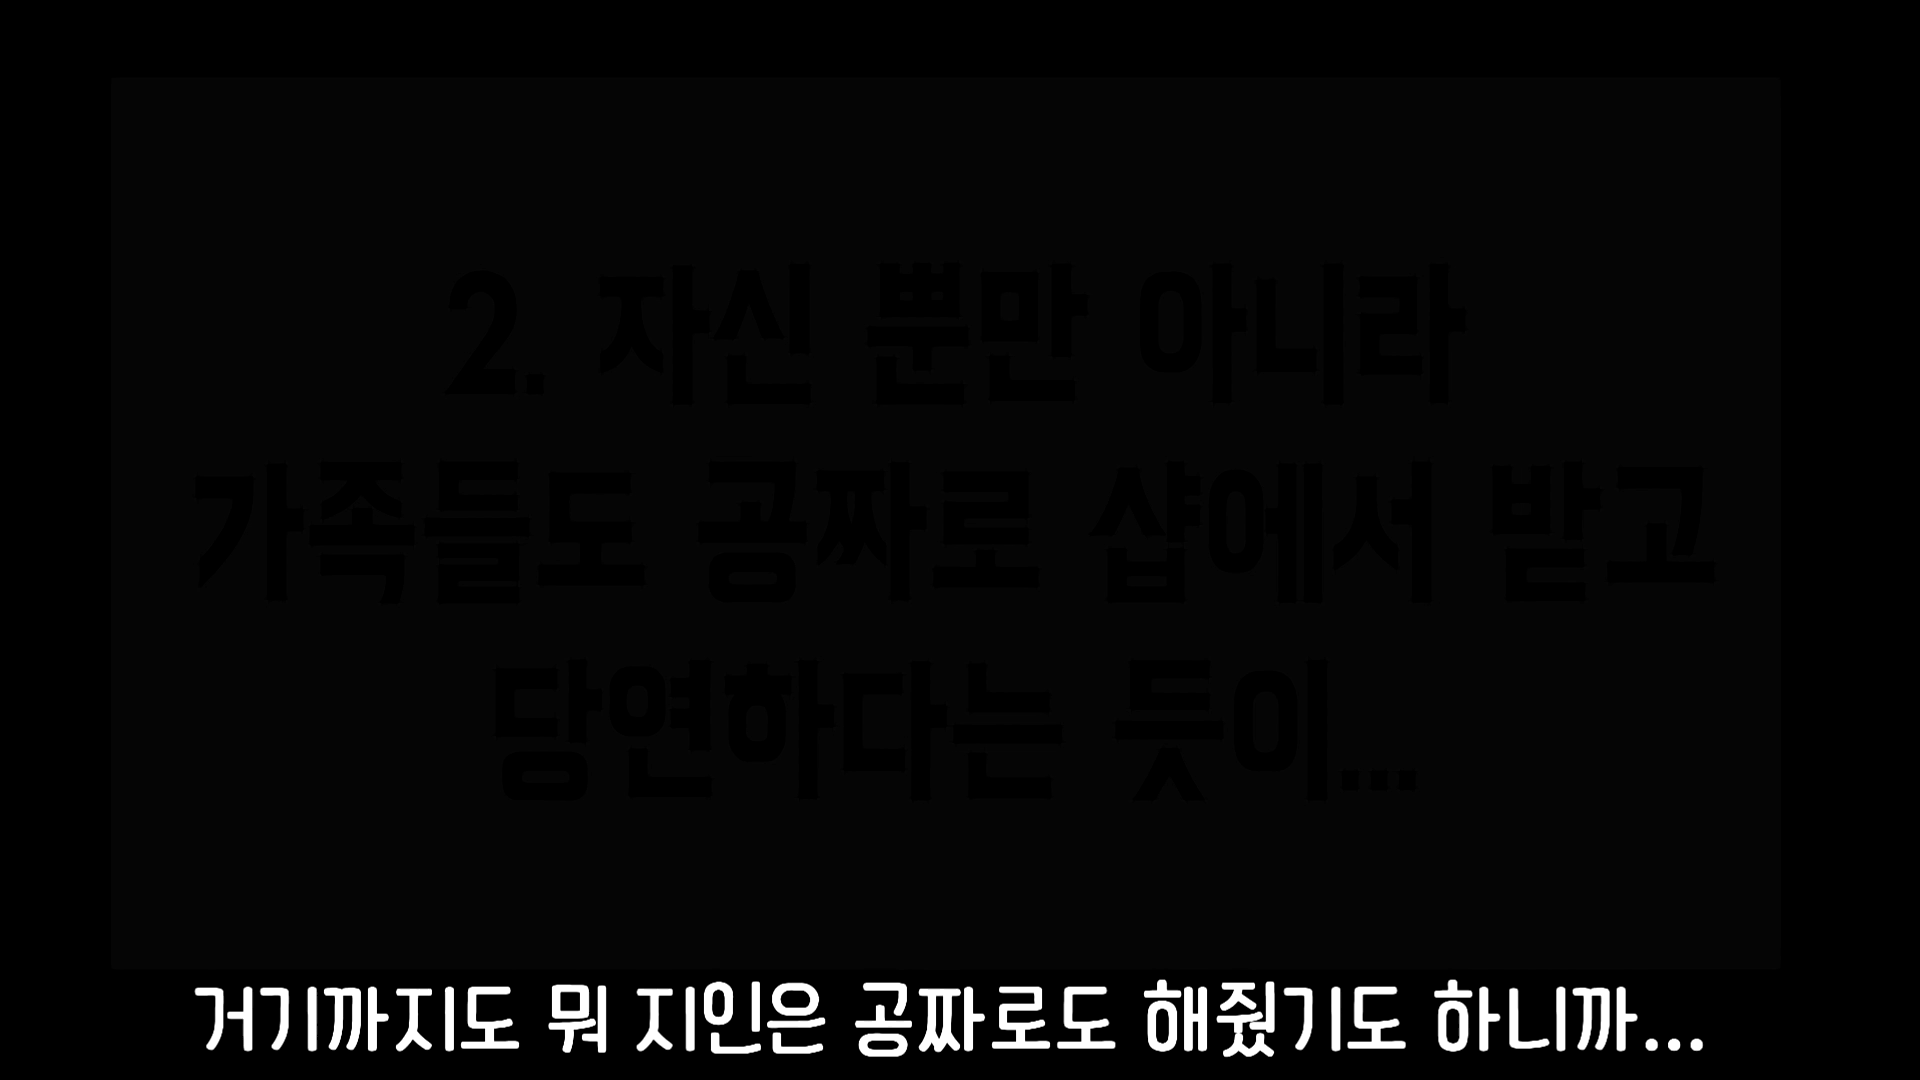 2. 자신 뿐만 아니라
가족들도 공짜로 샵에서 받고
당연하다는 듯이...
거기까지도 뭐 지인은 공짜로도 해줬기도 하니까...